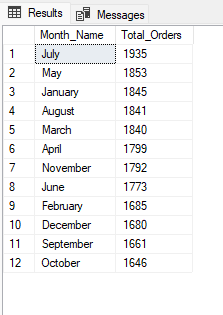 Results Messages
Month_Name Total_Orders
1 July 1935
2 May 1853
3 January 1845
4 August 1841
5 March 1840
6 April 1799
7 November 1792
8 June 1773
9 February 1685
10 December 1680
11 September 1661
12 October 1646